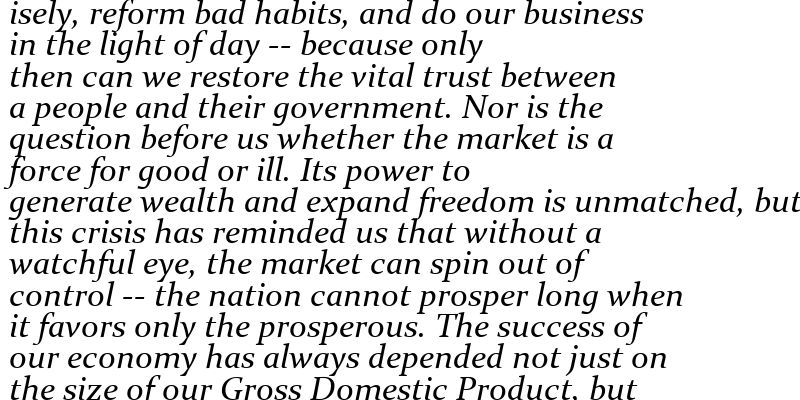 isely, reform bad habits, and do our business
in the light of day -- because only
then can we restore the vital trust between
a people and their government. Nor is the
question before us whether the market is a
force for good or ill. Its power to
generate wealth and expand freedom is unmatched, but
this crisis has reminded us that without a
watchful eye, the market can spin out of
control -- the nation cannot prosper long when
it favors only the prosperous. The success of
our economy has always depended not just on
the size of our Gross Domestic Product, but